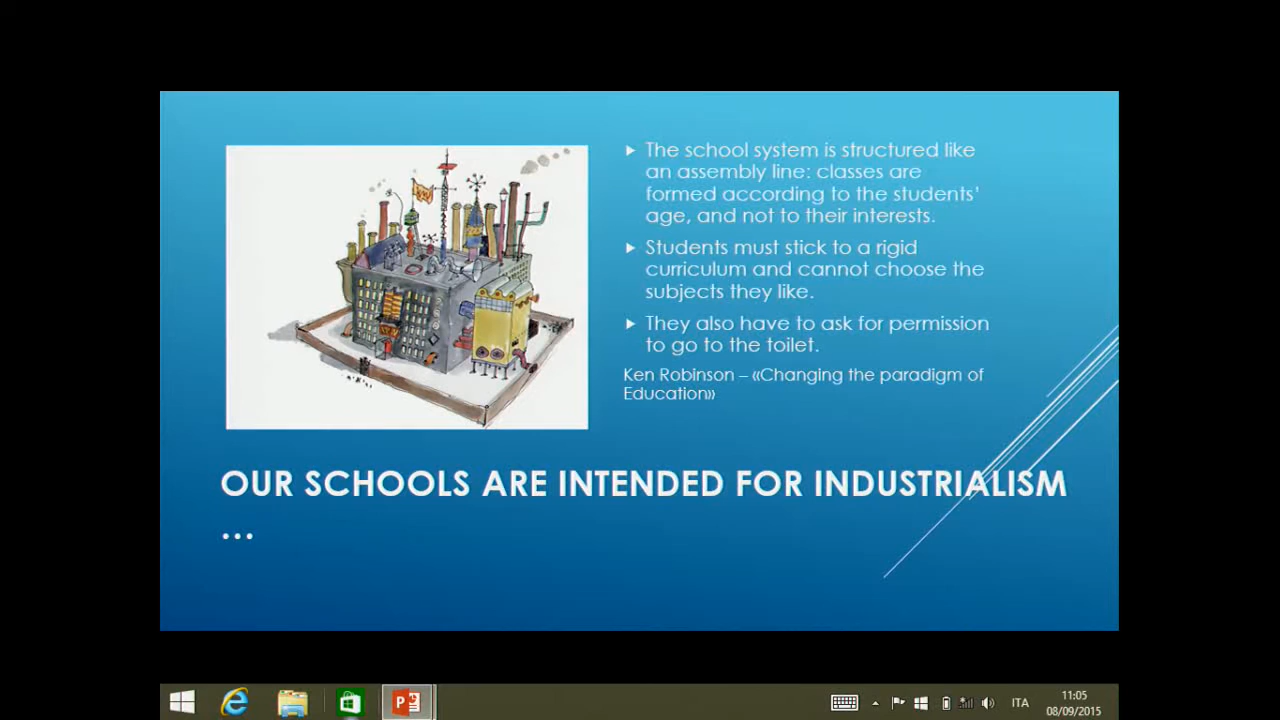 The school system is structured like
an assembly line: classes are
formed according to the students'
age, and not to their interests.
Students must stick to a rigid
curriculum and cannot choose the
subjects they like.
They also have to ask for permission
to go to the toilet.
Ken Robinson – «Changing the paradigm of
Education»
OUR SCHOOLS ARE INTENDED FOR INDUSTRIALISM
...
ITA
11:05
08/09/2015